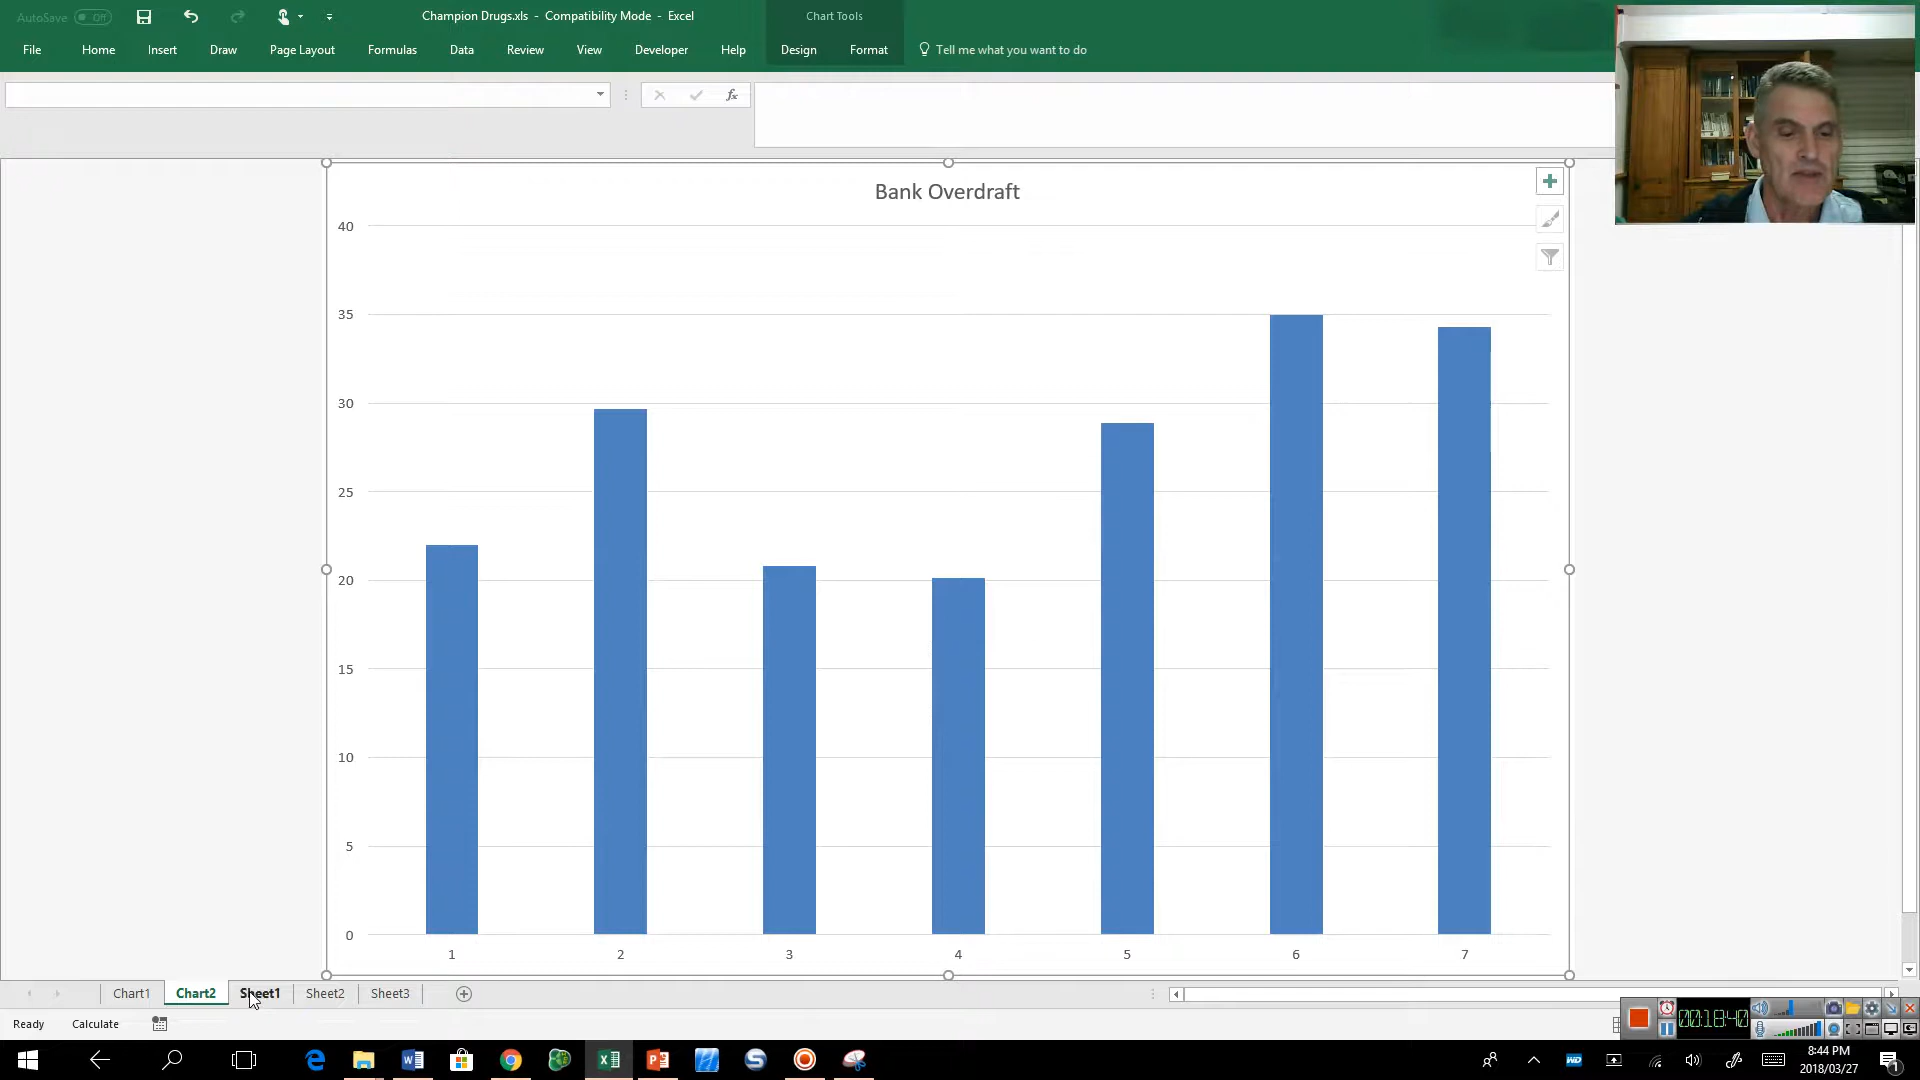 AutoSave Off
Champion Drugs.xls - Compatibility Mode - Excel
Chart Tools
File Home Insert Draw Page Layout Formulas Data Review View Developer Help Design Format Tell me what you want to do
fx
Bank Overdraft
40
35
30
25
20
15
10
5
0
1 2 3 4 5 6 7
Chart1 Chart2 Sheet1 Sheet2 Sheet3
Ready Calculate
00:18:40
8:44 PM
2018/03/27